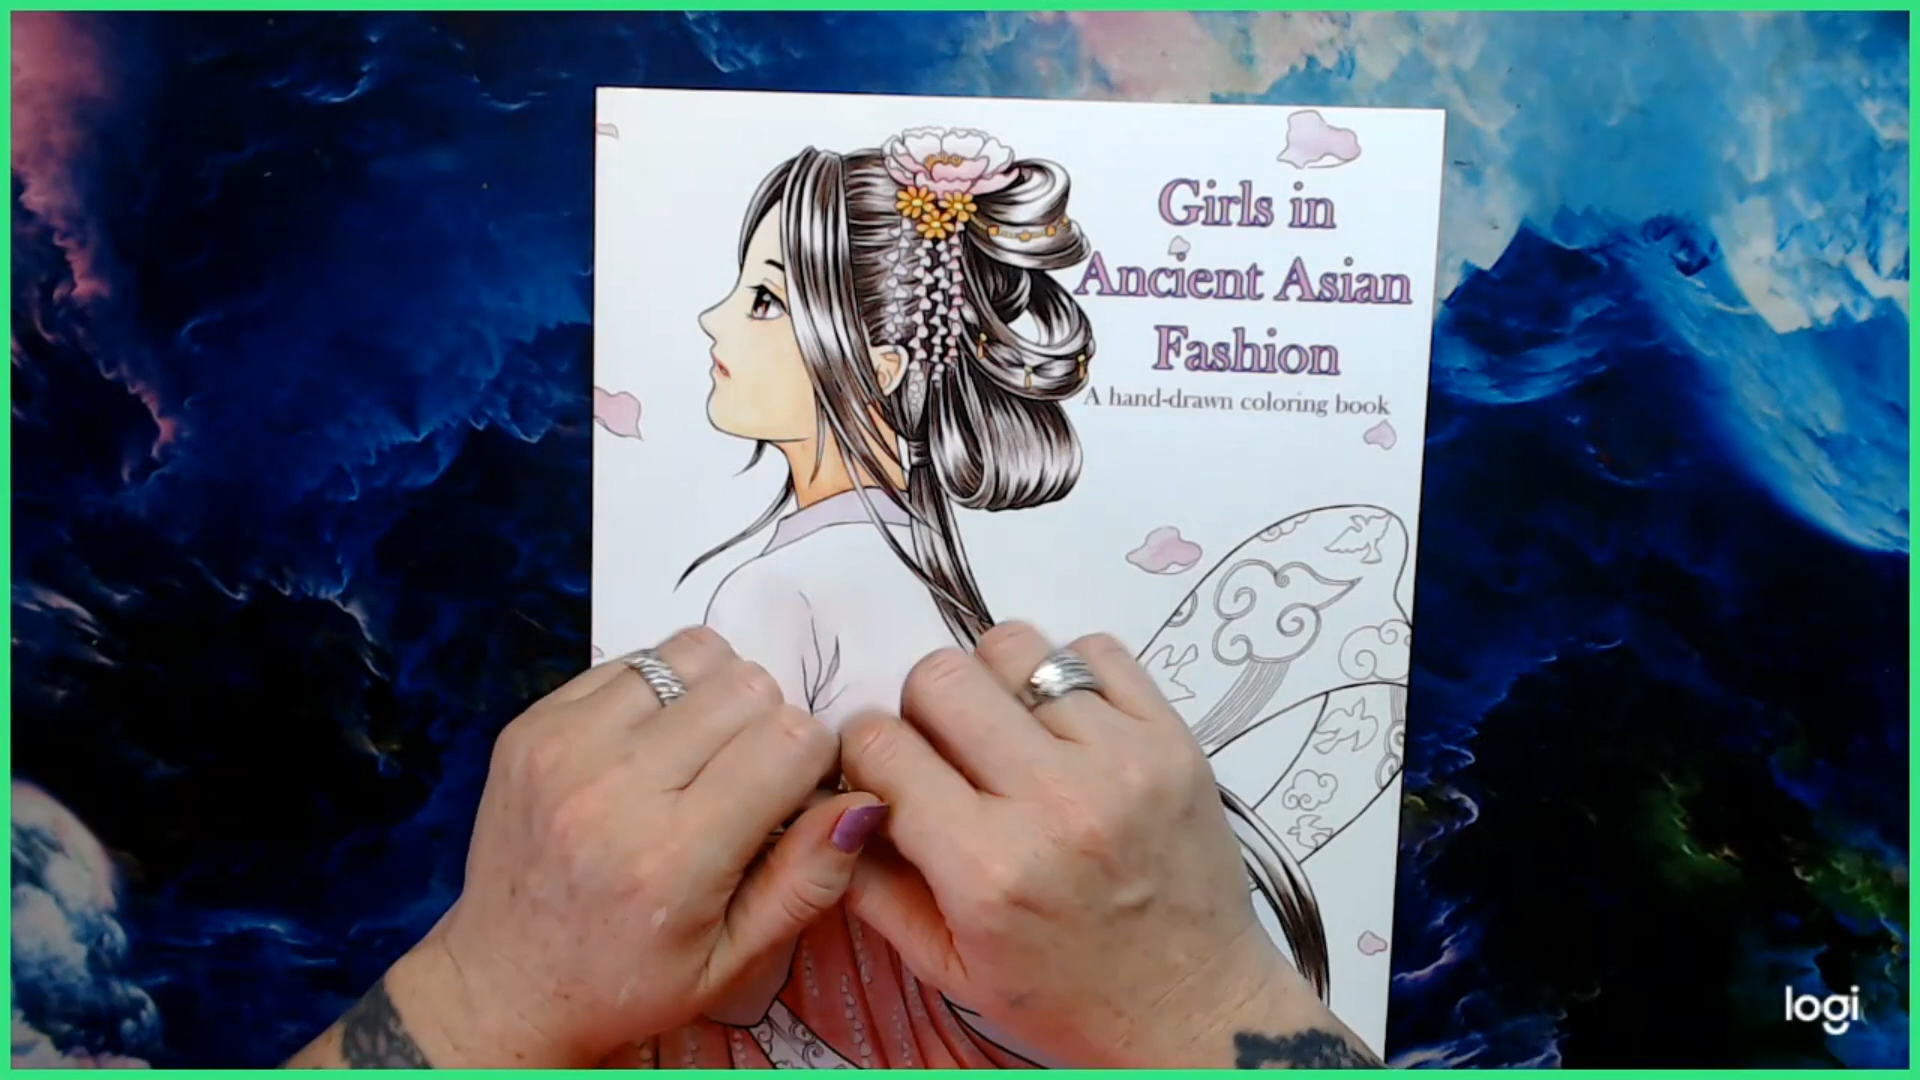 Girls in
Ancient Asian
Fashion
A hand-drawn coloring book
logi